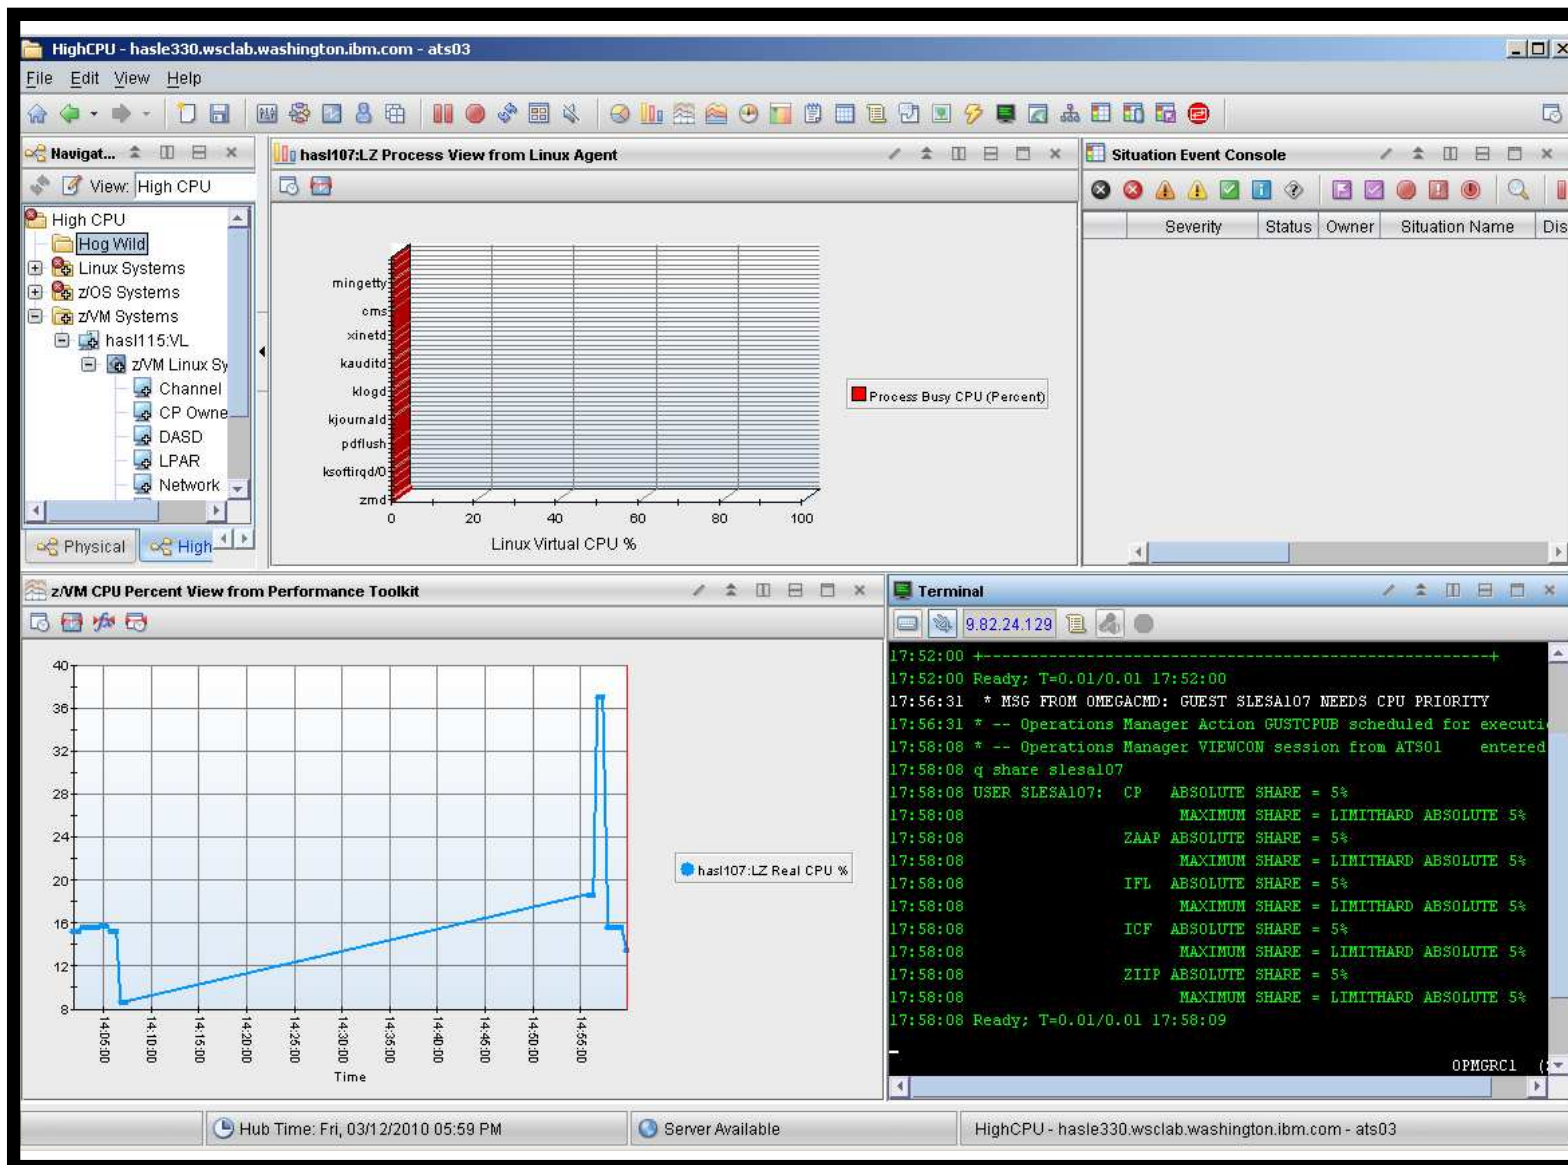 HighCPU - hasle330.wsclab.washington.ibm.com - ats03
File Edit View Help
Navigat...
View: High CPU
High CPU
Hog Wild
Linux Systems
z/OS Systems
z/VM Systems
hasl115:VL
z/VM Linux Sy
Channel
CP Owne
DASD
LPAR
Network
Physical
High
hasl107:LZ Process View from Linux Agent
mingetty
cms
xinetd
kauditd
klogd
kjournald
pdflush
ksoftirqd/0
zmd
0 20 40 60 80 100
Linux Virtual CPU %
Process Busy CPU (Percent)
Situation Event Console
Severity Status Owner Situation Name Dis
z/VM CPU Percent View from Performance Toolkit
40
36
32
28
24
20
16
12
8
14:05:00 14:10:00 14:15:00 14:20:00 14:25:00 14:30:00 14:35:00 14:40:00 14:45:00 14:50:00 14:55:00
Time
hasl107:LZ Real CPU %
Terminal
9.82.24.129
17:52:00 +-------------------------------------------------------+
17:52:00 Ready; T=0.01/0.01 17:52:00
17:56:31 * MSG FROM OMEGACMD: GUEST SLESA107 NEEDS CPU PRIORITY
17:56:31 * -- Operations Manager Action GUSTCPUB scheduled for executi
17:58:08 * -- Operations Manager VIEWCON session from ATS01 entered
17:58:08 q share slesa107
17:58:08 USER SLESA107: CP ABSOLUTE SHARE = 5%
17:58:08 MAXIMUM SHARE = LIMITHARD ABSOLUTE 5%
17:58:08 ZAAP ABSOLUTE SHARE = 5%
17:58:08 MAXIMUM SHARE = LIMITHARD ABSOLUTE 5%
17:58:08 IFL ABSOLUTE SHARE = 5%
17:58:08 MAXIMUM SHARE = LIMITHARD ABSOLUTE 5%
17:58:08 ICF ABSOLUTE SHARE = 5%
17:58:08 MAXIMUM SHARE = LIMITHARD ABSOLUTE 5%
17:58:08 ZIIP ABSOLUTE SHARE = 5%
17:58:08 MAXIMUM SHARE = LIMITHARD ABSOLUTE 5%
17:58:08 Ready; T=0.01/0.01 17:58:09
OPMGRC1
Hub Time: Fri, 03/12/2010 05:59 PM
Server Available
HighCPU - hasle330.wsclab.washington.ibm.com - ats03